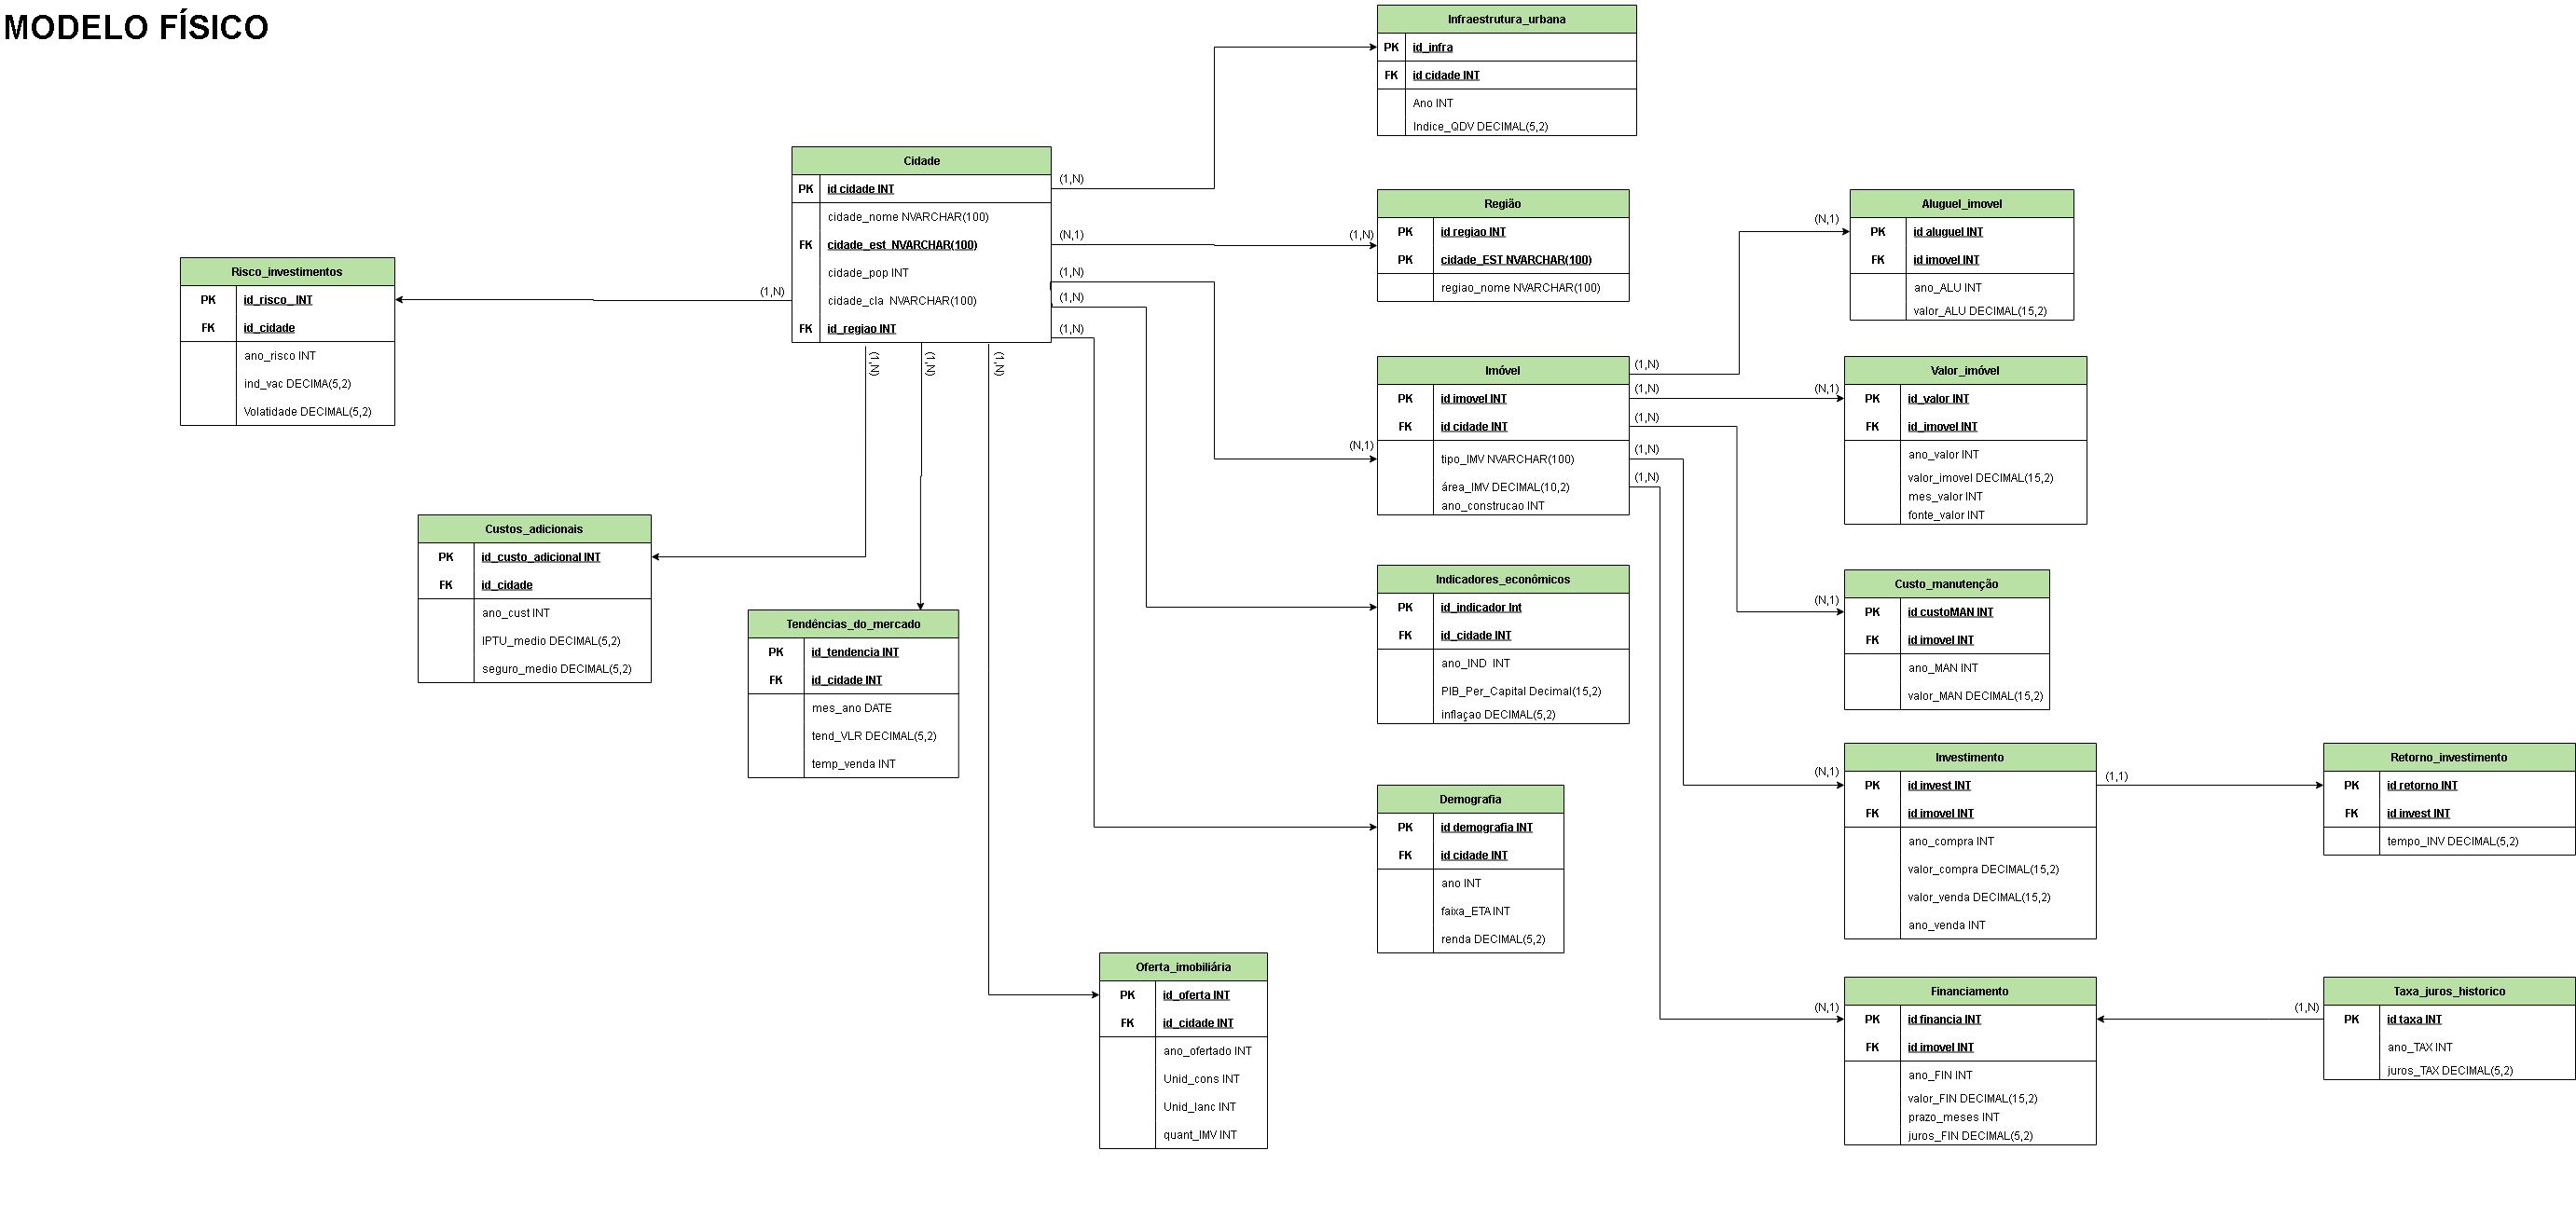 MODELO FÍSICO
Infraestrutura_urbana
PK id_infra
FK id cidade INT
Ano INT
Indice_QDV DECIMAL(5,2)
Cidade
PK id cidade INT
cidade_nome NVARCHAR(100)
FK cidade_est NVARCHAR(100)
cidade_pop INT
cidade_cla NVARCHAR(100)
FK id_regiao INT
(1,N)
(N,1)
(1,N)
(1,N)
(1,N)
(1,N)
(1,N)
(1,N)
(1,N)
(1,N)
Região
PK id regiao INT
PK cidade_EST NVARCHAR(100)
regiao_nome NVARCHAR(100)
Aluguel_imovel
PK id aluguel INT
FK id imovel INT
ano_ALU INT
valor_ALU DECIMAL(15,2)
(N,1)
Risco_investimentos
PK id_risco_ INT
FK id_cidade
ano_risco INT
ind_vac DECIMA(5,2)
Volatidade DECIMAL(5,2)
Imóvel
PK id imovel INT
FK id cidade INT
tipo_IMV NVARCHAR(100)
área_IMV DECIMAL(10,2)
ano_construcao INT
(N,1)
(1,N)
(1,N)
(1,N)
(1,N)
(1,N)
Valor_imóvel
PK id_valor INT
FK id_imovel INT
ano_valor INT
valor_imovel DECIMAL(15,2)
mes_valor INT
fonte_valor INT
(N,1)
Custos_adicionais
PK id_custo_adicional INT
FK id_cidade
ano_cust INT
IPTU_medio DECIMAL(5,2)
seguro_medio DECIMAL(5,2)
Tendências_do_mercado
PK id_tendencia INT
FK id_cidade INT
mes_ano DATE
tend_VLR DECIMAL(5,2)
temp_venda INT
Indicadores_econômicos
PK id_indicador Int
FK id_cidade INT
ano_IND INT
PIB_Per_Capital Decimal(15,2)
inflaçao DECIMAL(5,2)
Custo_manutenção
PK id custoMAN INT
FK id imovel INT
ano_MAN INT
valor_MAN DECIMAL(15,2)
(N,1)
Demografia
PK id demografia INT
FK id cidade INT
ano INT
faixa_ETA INT
renda DECIMAL(5,2)
Investimento
PK id invest INT
FK id imovel INT
ano_compra INT
valor_compra DECIMAL(15,2)
valor_venda DECIMAL(15,2)
ano_venda INT
(N,1)
(1,1)
Retorno_investimento
PK id retorno INT
FK id invest INT
tempo_INV DECIMAL(5,2)
Oferta_imobiliária
PK id_oferta INT
FK id_cidade INT
ano_ofertado INT
Unid_cons INT
Unid_lanc INT
quant_IMV INT
Financiamento
PK id financia INT
FK id imovel INT
ano_FIN INT
valor_FIN DECIMAL(15,2)
prazo_meses INT
juros_FIN DECIMAL(5,2)
(N,1)
(1,N)
Taxa_juros_historico
PK id taxa INT
ano_TAX INT
juros_TAX DECIMAL(5,2)